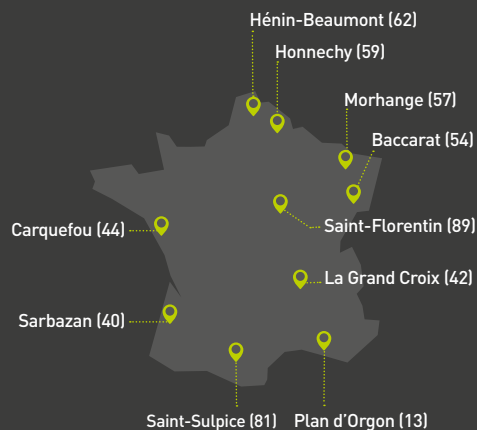 Hénin-Beaumont (62)
Honnechy (59)
Morhange (57)
Baccarat (54)
Saint-Florentin (89)
Carquefou (44)
La Grand Croix (42)
Sarbazan (40)
Saint-Sulpice (81)
Plan d'Orgon (13)